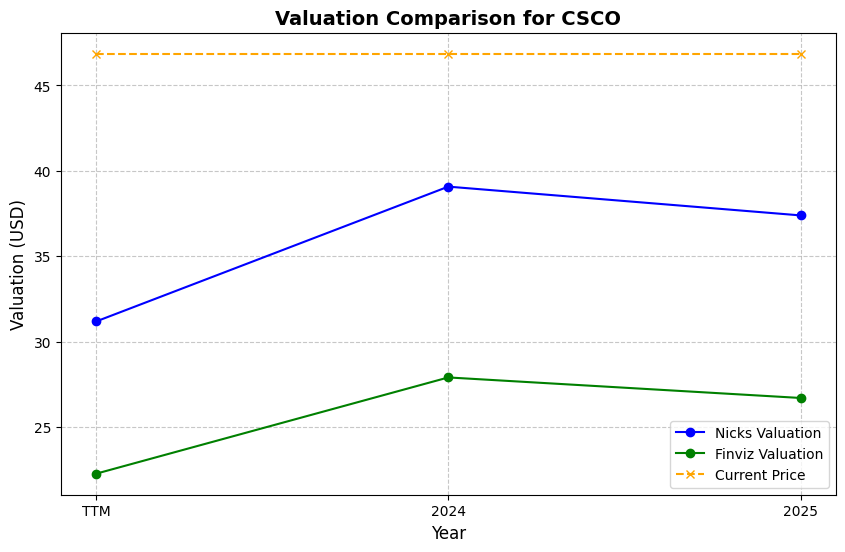 Valuation Comparison for CSCO
Valuation (USD)
45
40
35
30
25
TTM
2024
2025
Year
Nicks Valuation
Finviz Valuation
Current Price